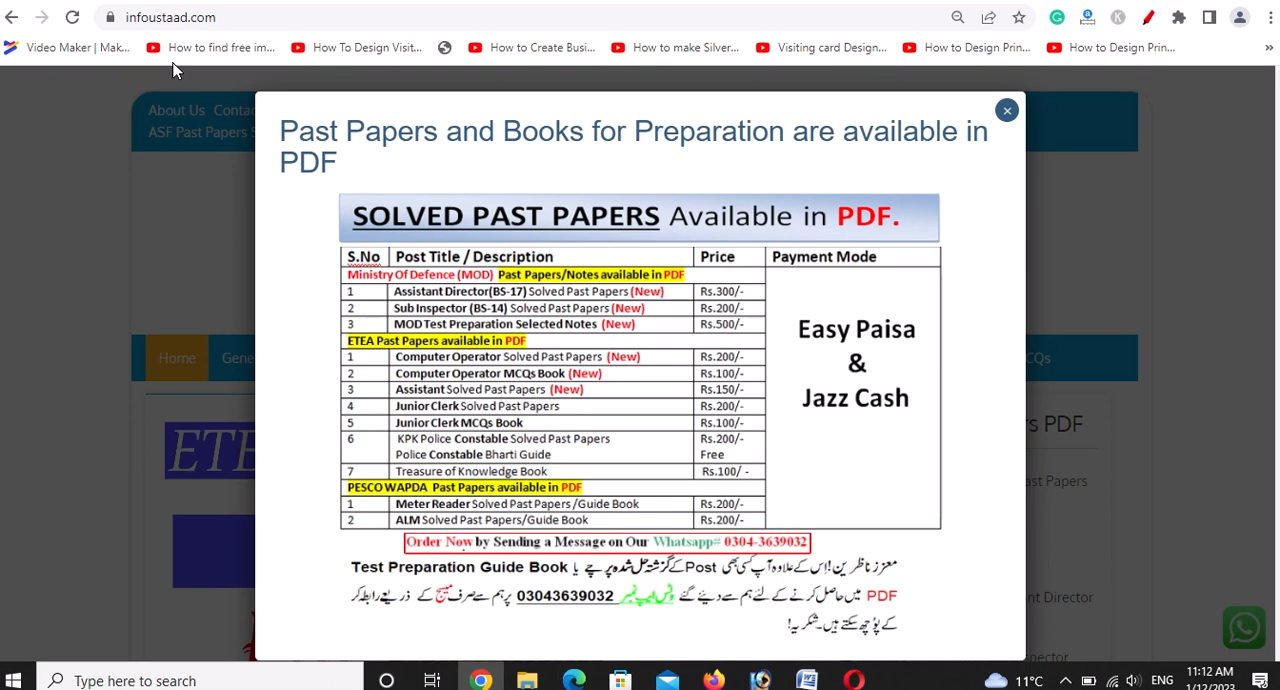 infoustaad.com
Video Maker | Mak... How to find free im... How To Design Visit... How to Create Busi... How to make Silver... Visiting card Design... How to Design Prin... How to Design Prin... »
About Us Contac
ASF Past Papers S
Past Papers and Books for Preparation are available in
PDF
SOLVED PAST PAPERS Available in PDF.
S.No Post Title / Description Price Payment Mode
Ministry Of Defence (MOD) Past Papers/Notes available in PDF
1 Assistant Director(BS-17) Solved Past Papers (New) Rs.300/-
2 Sub Inspector (BS-14) Solved Past Papers (New) Rs.200/-
3 MOD Test Preparation Selected Notes (New) Rs.500/-
Easy Paisa
&
Jazz Cash
ETEA Past Papers available in PDF
1 Computer Operator Solved Past Papers (New) Rs.200/-
2 Computer Operator MCQs Book (New) Rs.100/-
3 Assistant Solved Past Papers (New) Rs.150/-
4 Junior Clerk Solved Past Papers Rs.200/-
5 Junior Clerk MCQs Book Rs.100/-
6 KPK Police Constable Solved Past Papers Rs.200/-
Police Constable Bharti Guide Free
7 Treasure of Knowledge Book Rs.100/ -
PESCO WAPDA Past Papers available in PDF
1 Meter Reader Solved Past Papers /Guide Book Rs.200/-
2 ALM Solved Past Papers/Guide Book Rs.200/-
Order Now by Sending a Message on Our Whatsapp# 0304-3639032
معزز ناظرین! اس کے علاوہ آپ کسی بھی Post کے گزشتہ حل شدہ پرچے یا Test Preparation Guide Book
PDF میں حاصل کرنے کے لئے ہم سے دیئے گئے وٹس ایپ نمبر 03043639032 پر ہم سے صرف میسج کے ذریعے رابطہ کر
کے پوچھ سکتے ہیں۔ شکریہ!
Home Gene
CQs
ETE
rs PDF
ast Papers
nt Director
spector
Type here to search
11°C ENG 11:12 AM
1/12/2023